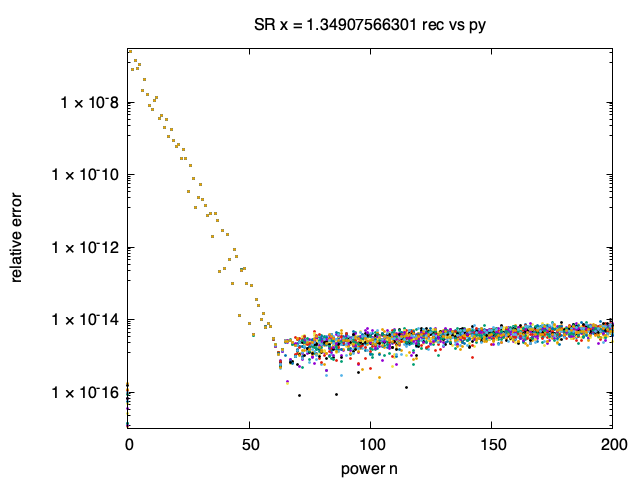 SR x = 1.34907566301 rec vs py
1 × 10⁻⁸
1 × 10⁻¹⁰
1 × 10⁻¹²
1 × 10⁻¹⁴
1 × 10⁻¹⁶
relative error
0 50 100 150 200
power n